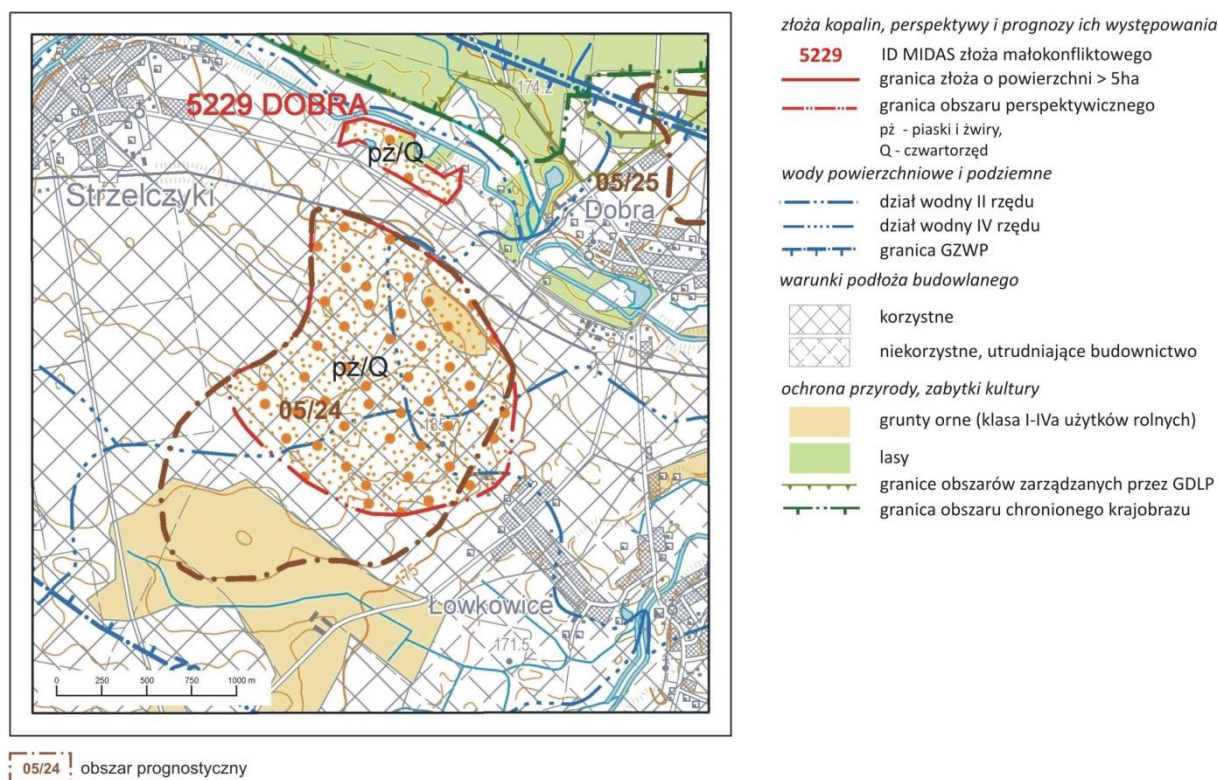 174.2
5229 DOBRA
pż/Q
Strzelczyki
05/25
Dobra
pż/Q
05/24
175
Łowkowice
171.5
0 250 500 750 1000 m
05/24 obszar prognostyczny
złoża kopalin, perspektywy i prognozy ich występowania
5229 ID MIDAS złoża małokonfliktowego
granica złoża o powierzchni > 5ha
granica obszaru perspektywicznego
pż - piaski i żwiry,
Q - czwartorzęd
wody powierzchniowe i podziemne
dział wodny II rzędu
dział wodny IV rzędu
granica GZWP
warunki podłoża budowlanego
korzystne
niekorzystne, utrudniające budownictwo
ochrona przyrody, zabytki kultury
grunty orne (klasa I-IVa użytków rolnych)
lasy
granice obszarów zarządzanych przez GDLP
granica obszaru chronionego krajobrazu